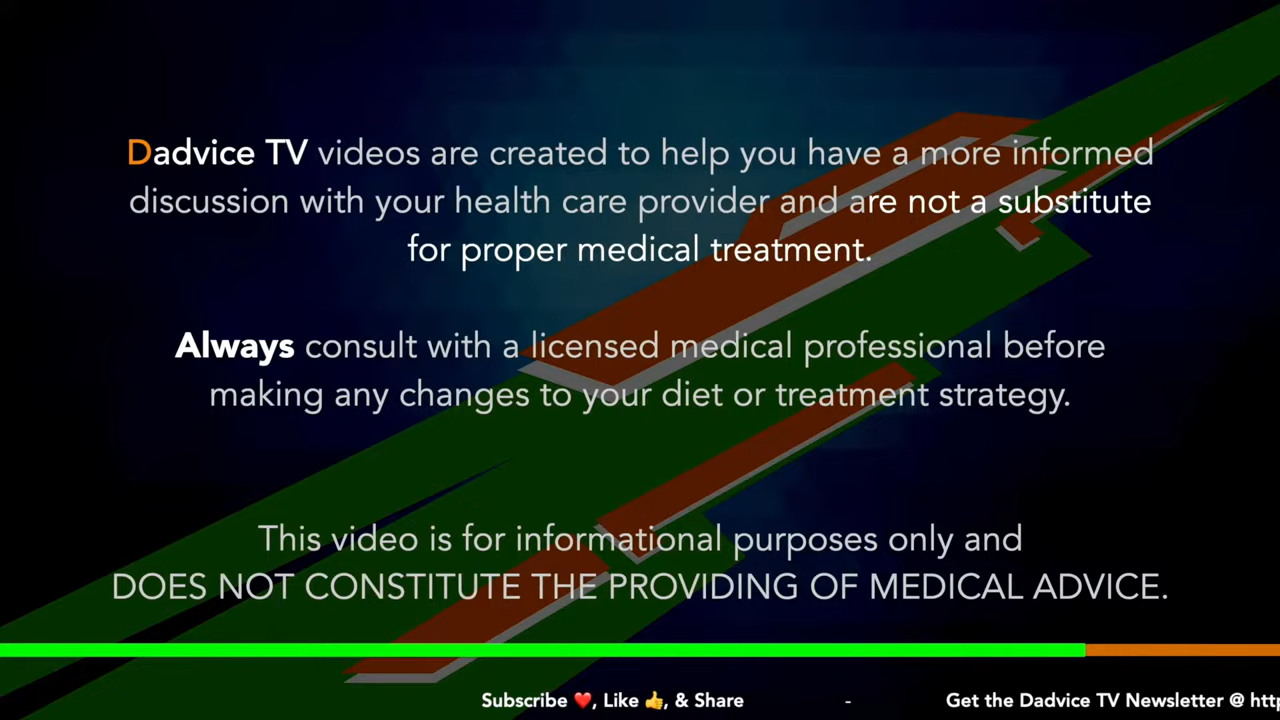 Dadvice TV videos are created to help you have a more informed
discussion with your health care provider and are not a substitute
for proper medical treatment.
Always consult with a licensed medical professional before
making any changes to your diet or treatment strategy.
This video is for informational purposes only and
DOES NOT CONSTITUTE THE PROVIDING OF MEDICAL ADVICE.
Subscribe ❤️, Like 👍, & Share - Get the Dadvice TV Newsletter @